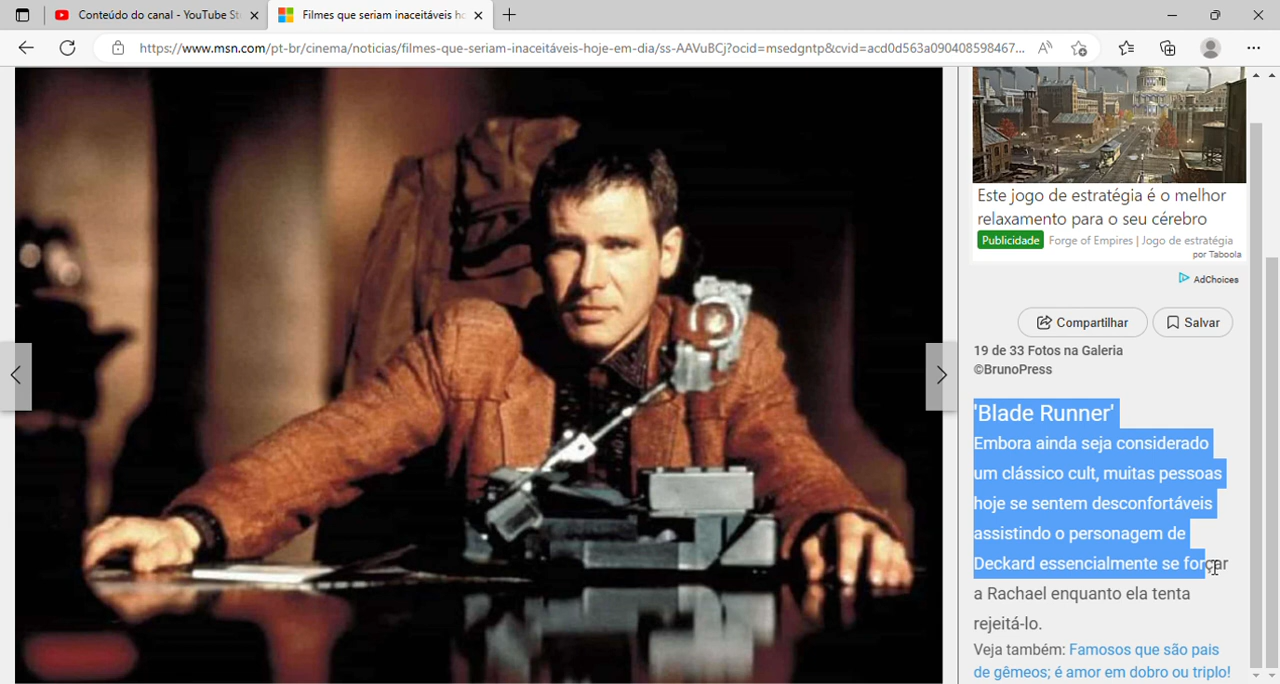 Conteúdo do canal - YouTube St
Filmes que seriam inaceitáveis ho
https://www.msn.com/pt-br/cinema/noticias/filmes-que-seriam-inaceitáveis-hoje-em-dia/ss-AAVuBCj?ocid=msedgntp&cvid=acd0d563a090408598467...
Este jogo de estratégia é o melhor
relaxamento para o seu cérebro
Publicidade Forge of Empires | Jogo de estratégia
por Taboola
AdChoices
Compartilhar
Salvar
19 de 33 Fotos na Galeria
©BrunoPress
'Blade Runner'
Embora ainda seja considerado
um clássico cult, muitas pessoas
hoje se sentem desconfortáveis
assistindo o personagem de
Deckard essencialmente se forçar
a Rachael enquanto ela tenta
rejeitá-lo.
Veja também: Famosos que são pais
de gêmeos; é amor em dobro ou triplo!